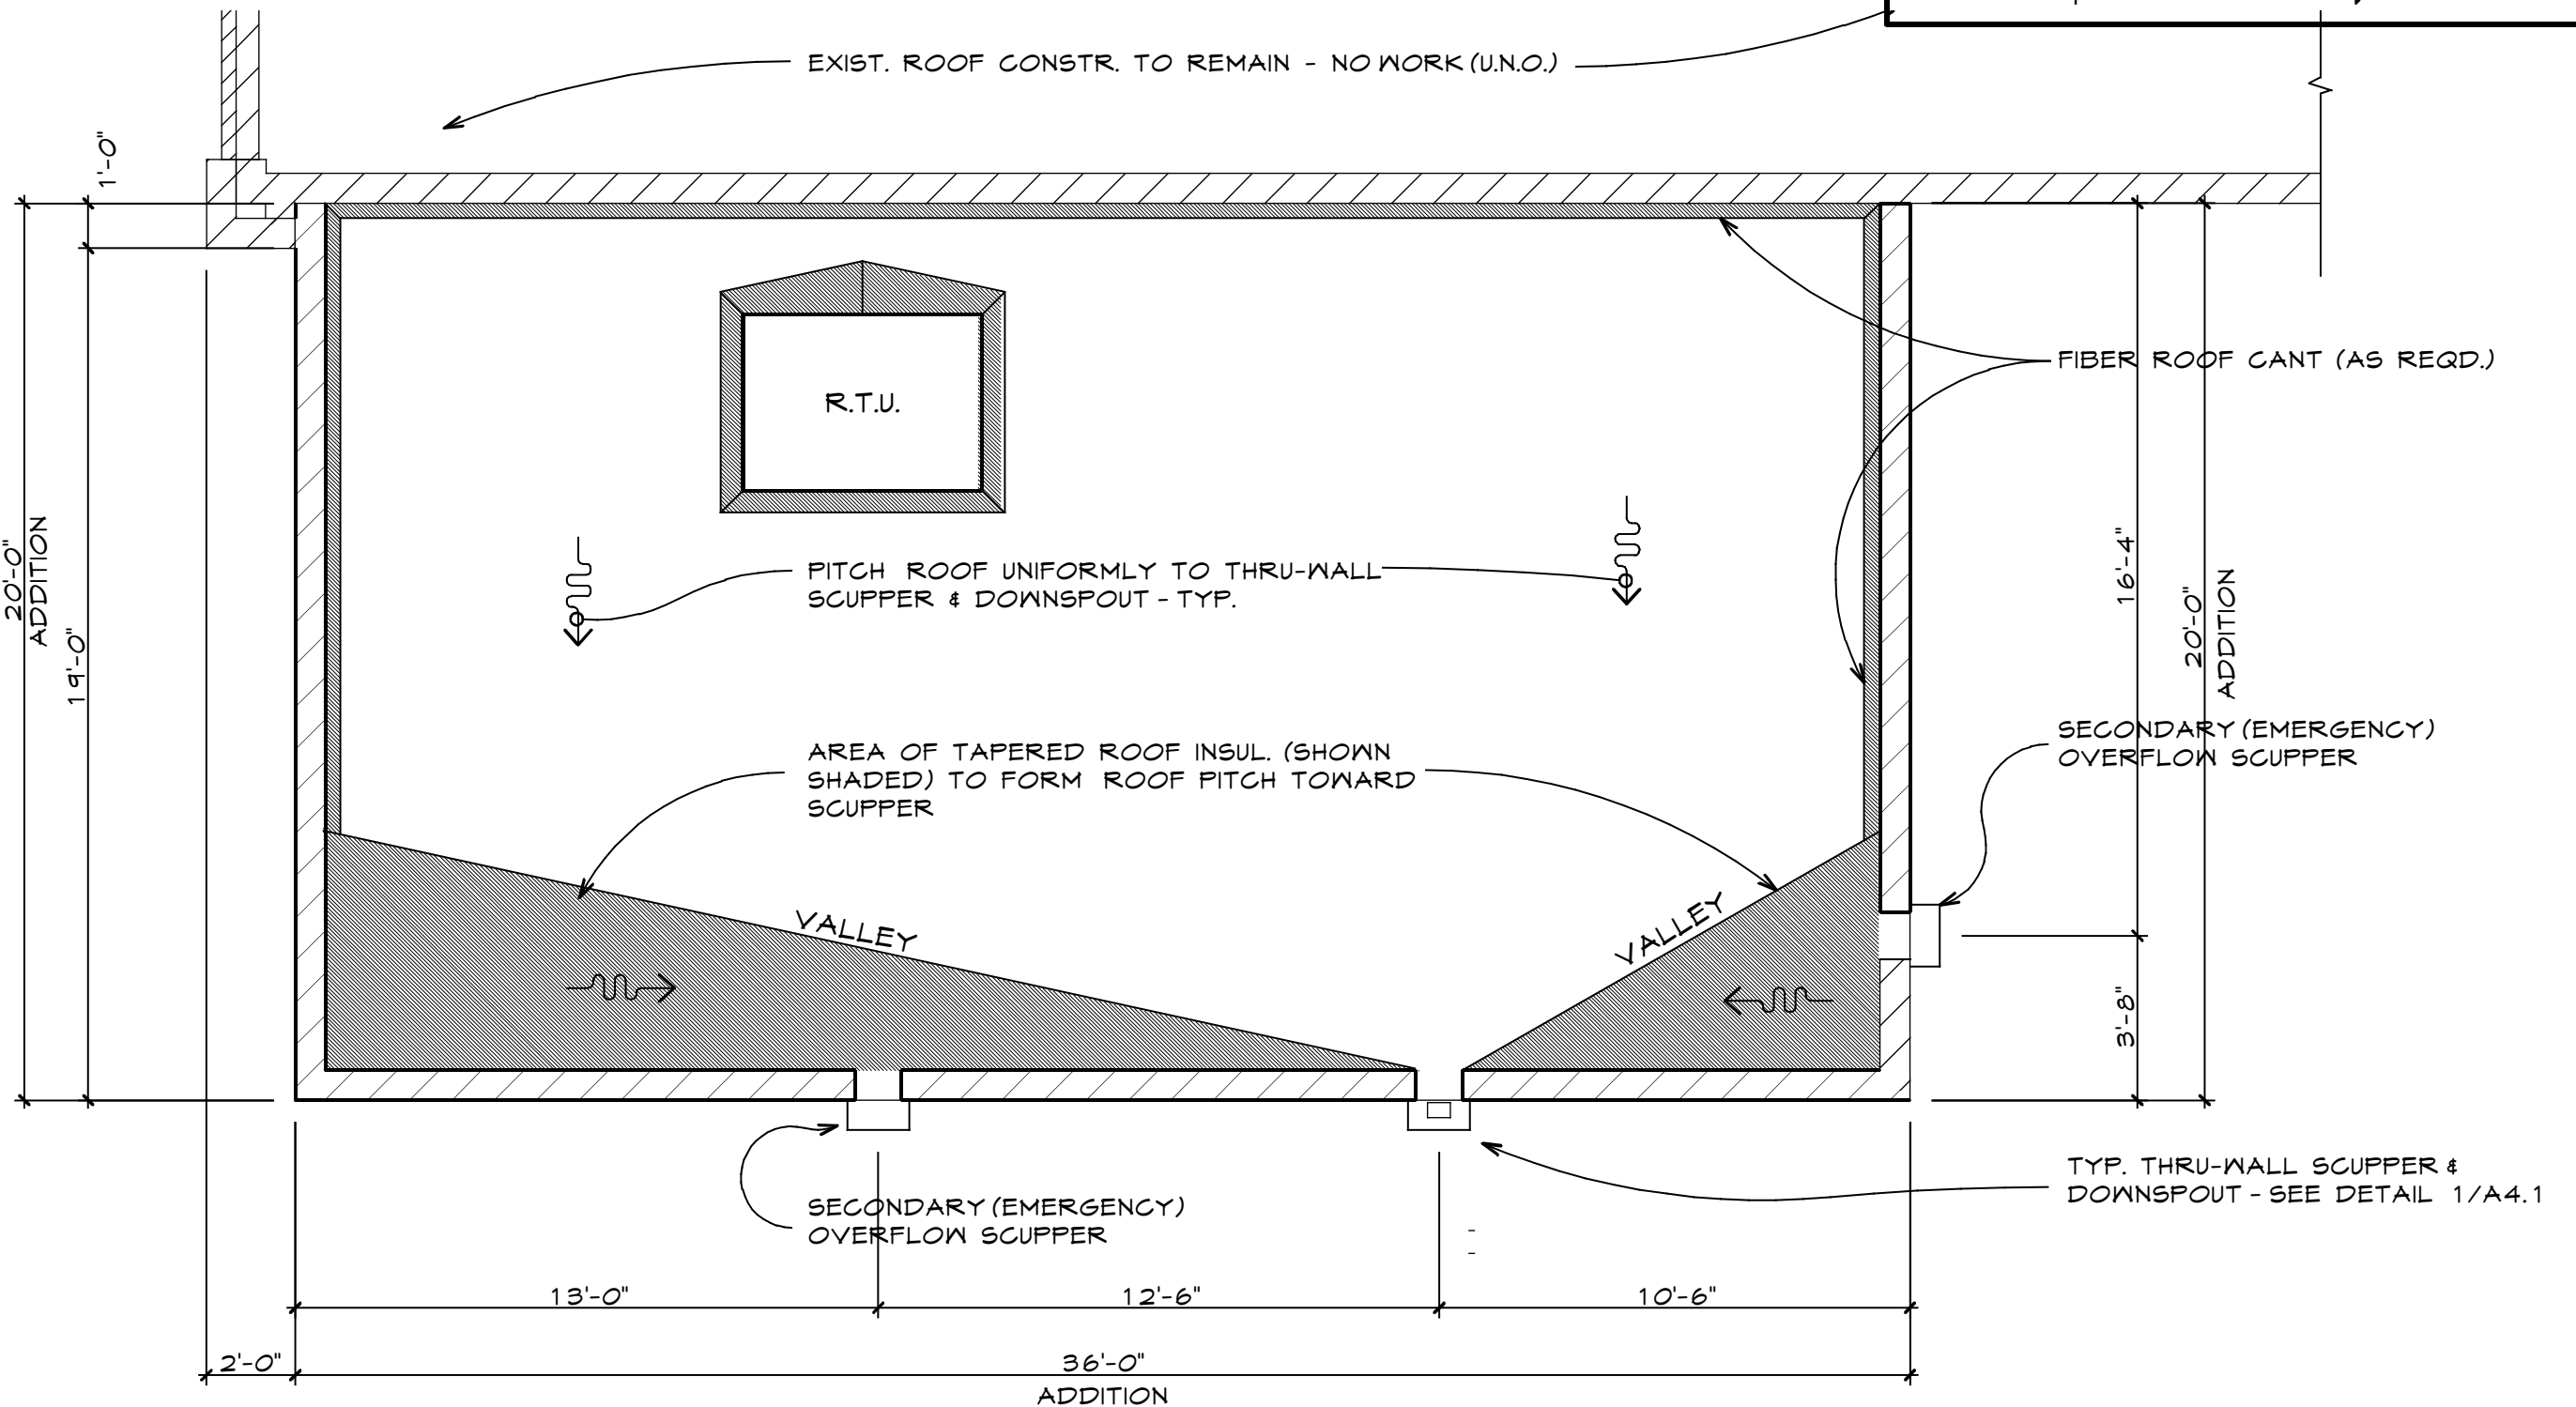 EXIST. ROOF CONSTR. TO REMAIN - NO WORK (U.N.O.)
1'-0"
R.T.U.
FIBER ROOF CANT (AS REQD.)
20'-0"
ADDITION
19'-0"
PITCH ROOF UNIFORMLY TO THRU-WALL
SCUPPER & DOWNSPOUT - TYP.
16'-4"
20'-0"
ADDITION
AREA OF TAPERED ROOF INSUL. (SHOWN
SHADED) TO FORM ROOF PITCH TOWARD
SCUPPER
SECONDARY (EMERGENCY)
OVERFLOW SCUPPER
VALLEY
VALLEY
3'-8"
TYP. THRU-WALL SCUPPER &
DOWNSPOUT - SEE DETAIL 1/A4.1
SECONDARY (EMERGENCY)
OVERFLOW SCUPPER
13'-0"
12'-6"
10'-6"
2'-0"
36'-0"
ADDITION